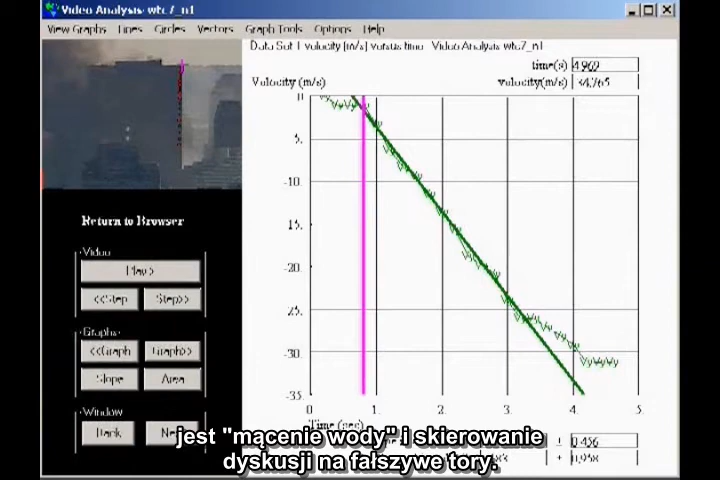 Video Analysis: wtc7_n1
View Graphs Lines Circles Vectors Graph Tools Options Help
Data Set 1 velocity [m/s] versus time - Video Analysis wtc7_n1
time(s) 4.969
Velocity (m/s) velocity(m/s)
0
5.
-10.
15.
-20.
-25.
-30.
-35
0 1. 2. 3. 4. 5.
Time (sec)
Return to Browser
Video
Play>
<<Step Step>>
Graphs
<<Graph Graph>>
Slope Area
Window
Back
± 0.456
± 0.958
jest "mącenie wody" i skierowanie
dyskusji na fałszywe tory.